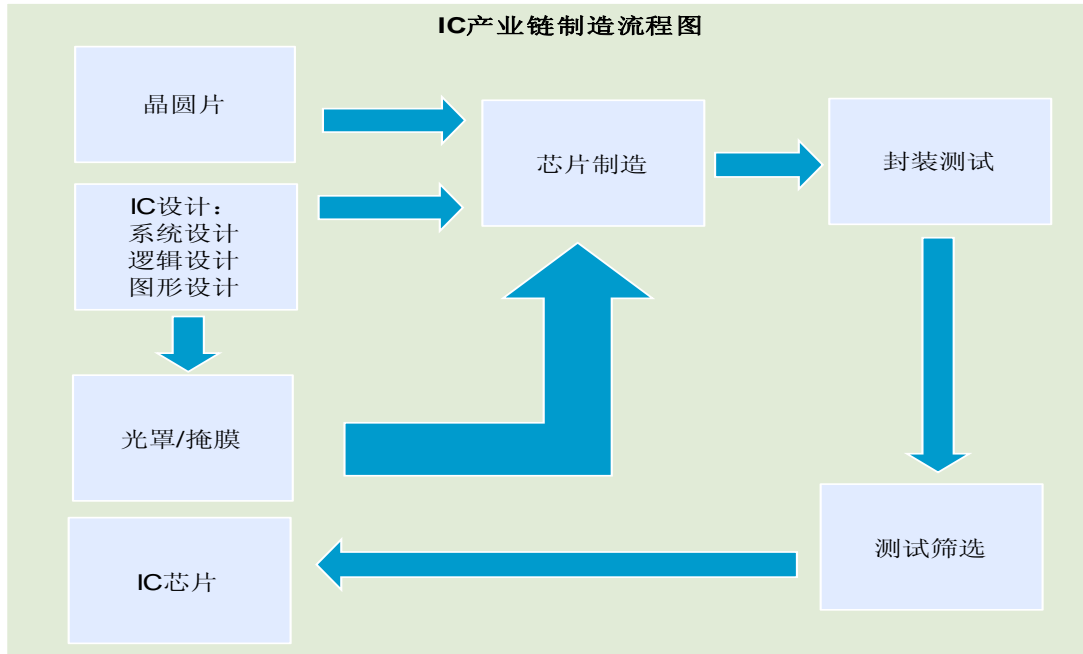 IC产业链制造流程图
晶圆片
芯片制造
封装测试
IC设计：
系统设计
逻辑设计
图形设计
光罩/掩膜
测试筛选
IC芯片